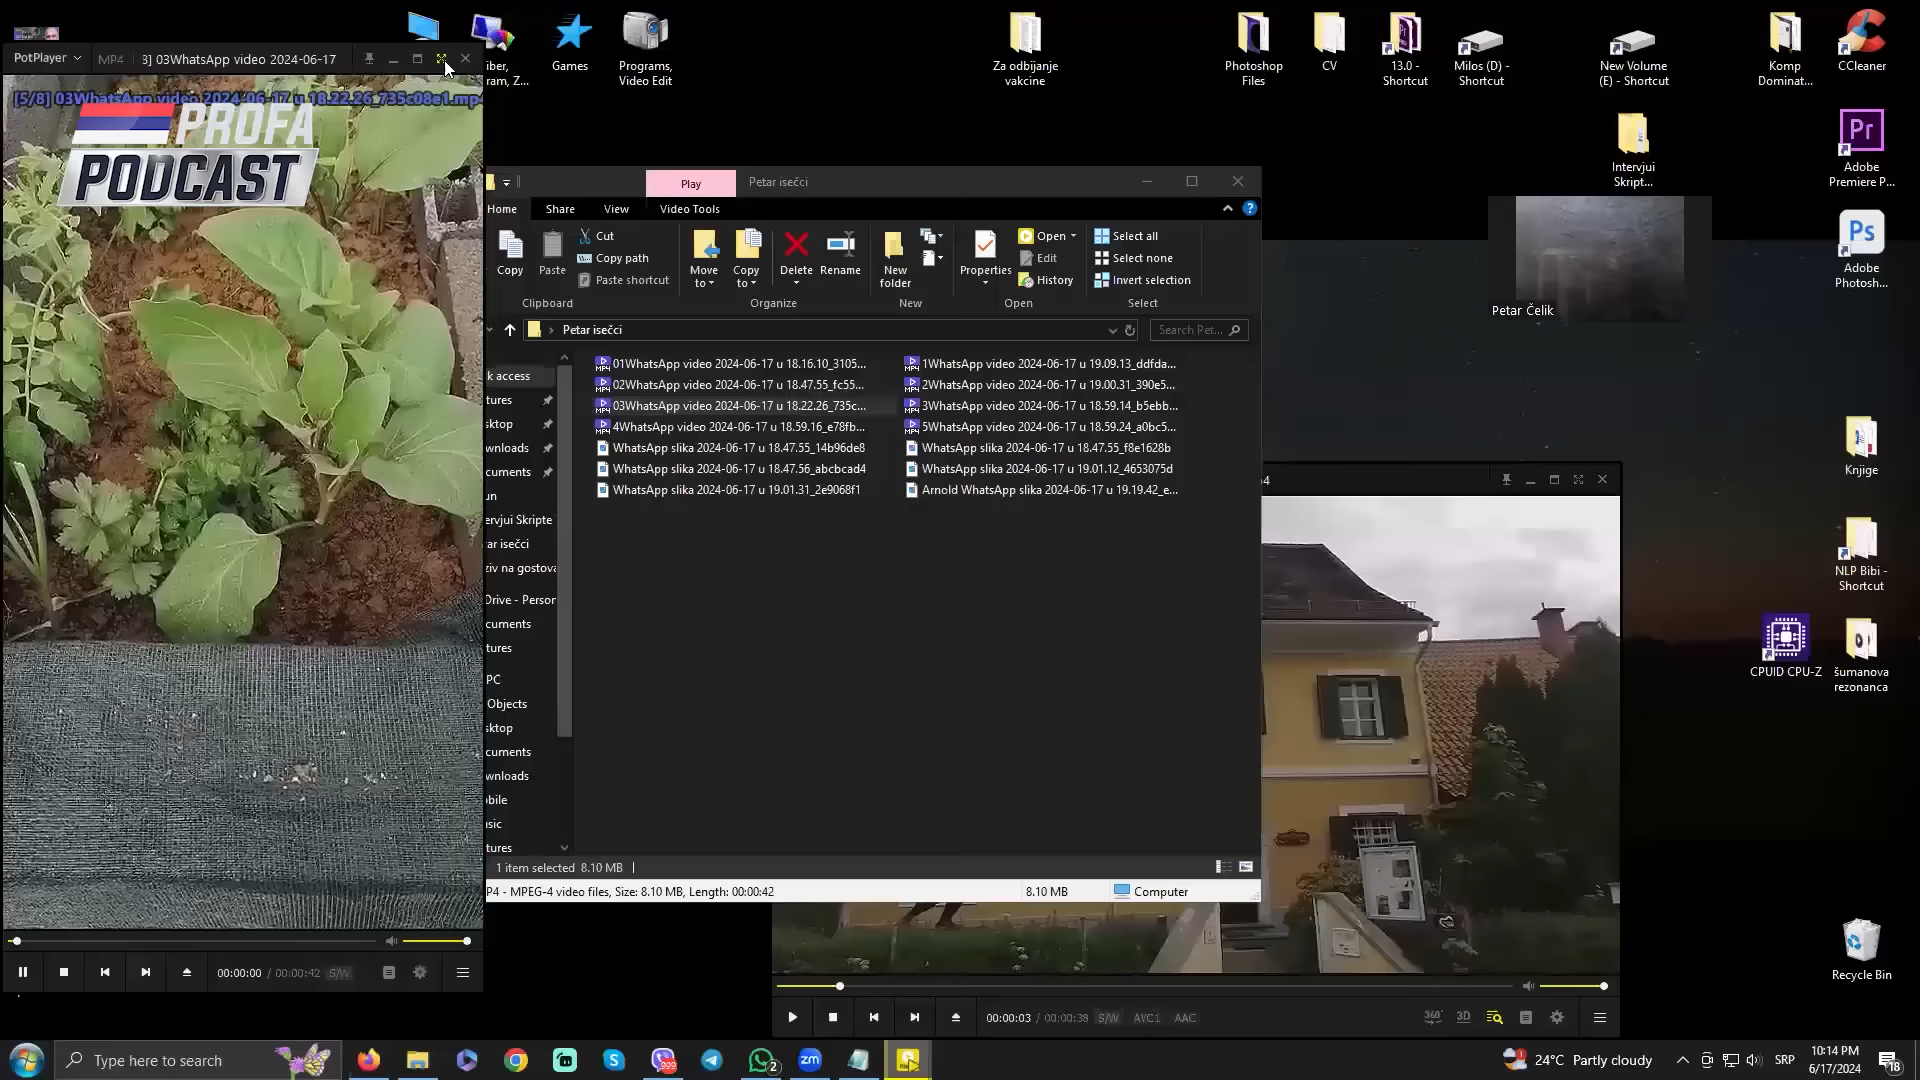 PotPlayer
MP4
3] 03WhatsApp video 2024-06-17
[5/8] 03WhatsApp video 2024-06-17 u 18.22.26_735c08e1.mp4
PROFA
PODCAST
iber,
ram, Z...
Games
Programs,
Video Edit
Za odbijanje
vakcine
Photoshop
Files
CV
13.0 -
Shortcut
Milos (D) -
Shortcut
New Volume
(E) - Shortcut
Komp
Dominat...
CCleaner
Intervjui
Skript...
Adobe
Premiere P...
Adobe
Photosh...
Petar Čelik
Knjige
NLP Bibi -
Shortcut
CPUID CPU-Z
šumanova
rezonanca
Recycle Bin
Play
Petar isečci
Home
Share
View
Video Tools
Copy
Paste
Cut
Copy path
Paste shortcut
Clipboard
Move
to
Copy
to
Delete
Rename
Organize
New
folder
New
Properties
Open
Edit
History
Open
Select all
Select none
Invert selection
Select
Petar isečci
Search Pet...
k access
tures
sktop
wnloads
cuments
un
ervjui Skripte
ar isečci
ziv na gostova
Drive - Person
cuments
tures
PC
Objects
sktop
cuments
wnloads
bile
sic
tures
01WhatsApp video 2024-06-17 u 18.16.10_3105...
1WhatsApp video 2024-06-17 u 19.09.13_ddfda...
02WhatsApp video 2024-06-17 u 18.47.55_fc55...
2WhatsApp video 2024-06-17 u 19.00.31_390e5...
03WhatsApp video 2024-06-17 u 18.22.26_735c...
3WhatsApp video 2024-06-17 u 18.59.14_b5ebb...
4WhatsApp video 2024-06-17 u 18.59.16_e78fb...
5WhatsApp video 2024-06-17 u 18.59.24_a0bc5...
WhatsApp slika 2024-06-17 u 18.47.55_14b96de8
WhatsApp slika 2024-06-17 u 18.47.55_f8e1628b
WhatsApp slika 2024-06-17 u 18.47.56_abcbcad4
WhatsApp slika 2024-06-17 u 19.01.12_4653075d
WhatsApp slika 2024-06-17 u 19.01.31_2e9068f1
Arnold WhatsApp slika 2024-06-17 u 19.19.42_e...
1 item selected 8.10 MB
P4 - MPEG-4 video files, Size: 8.10 MB, Length: 00:00:42
8.10 MB
Computer
00:00:00 / 00:00:42 S/W
00:00:03 / 00:00:38 S/W AVC1 AAC
360°
3D
Type here to search
999
2
zm
24°C Partly cloudy
SRP
10:14 PM
6/17/2024
18